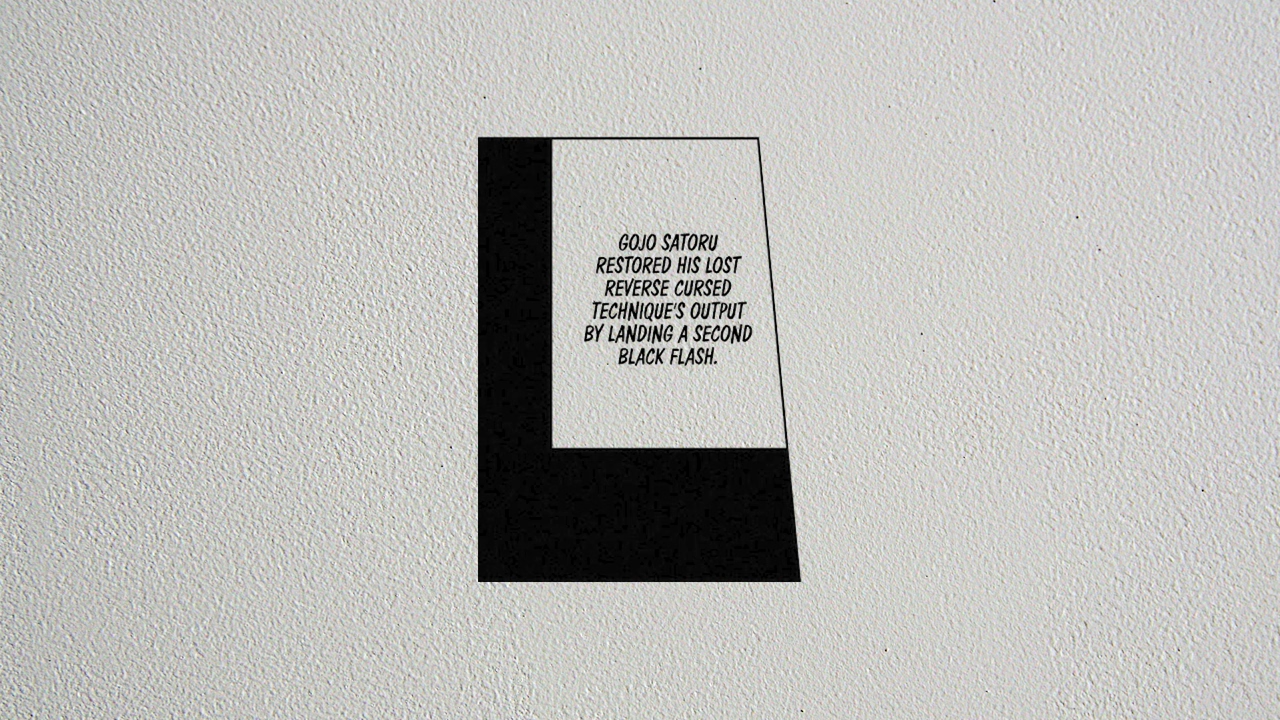 GOJO SATORU
RESTORED HIS LOST
REVERSE CURSED
TECHNIQUE'S OUTPUT
BY LANDING A SECOND
BLACK FLASH.